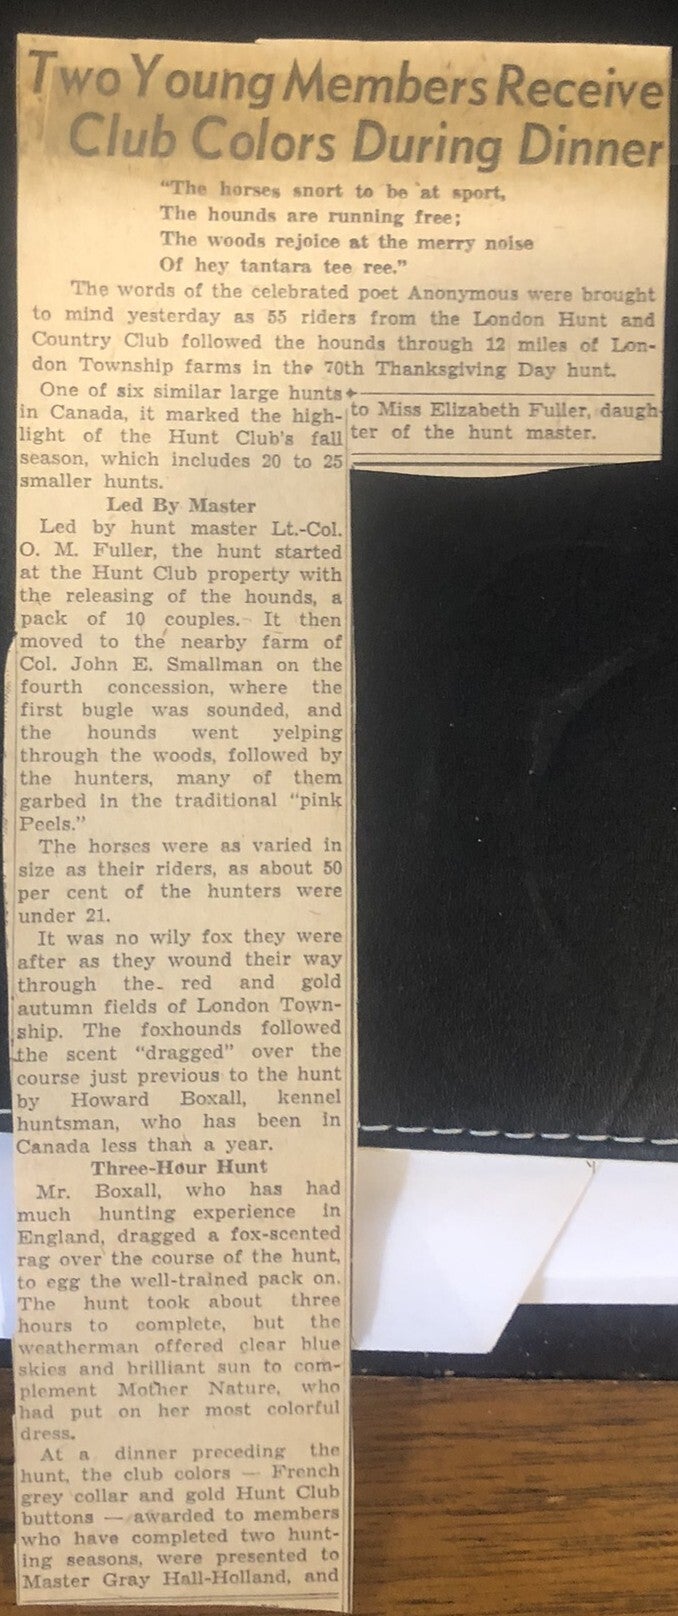 Two Young Members Receive
Club Colors During Dinner
"The horses snort to be at sport,
The hounds are running free;
The woods rejoice at the merry noise
Of hey tantara tee ree."
The words of the celebrated poet Anonymous were brought
to mind yesterday as 55 riders from the London Hunt and
Country Club followed the hounds through 12 miles of Lon-
don Township farms in the 70th Thanksgiving Day hunt.
One of six similar large hunts
in Canada, it marked the high-
light of the Hunt Club's fall
season, which includes 20 to 25
smaller hunts.
Led By Master
Led by hunt master Lt.-Col.
O. M. Fuller, the hunt started
at the Hunt Club property with
the releasing of the hounds, a
pack of 10 couples. It then
moved to the nearby farm of
Col. John E. Smallman on the
fourth concession, where the
first bugle was sounded, and
the hounds went yelping
through the woods, followed by
the hunters, many of them
garbed in the traditional "pink
Peels."
The horses were as varied in
size as their riders, as about 50
per cent of the hunters were
under 21.
It was no wily fox they were
after as they wound their way
through the red and gold
autumn fields of London Town-
ship. The foxhounds followed
the scent "dragged" over the
course just previous to the hunt
by Howard Boxall, kennel
huntsman, who has been in
Canada less than a year.
Three-Hour Hunt
Mr. Boxall, who has had
much hunting experience in
England, dragged a fox-scented
rag over the course of the hunt,
to egg the well-trained pack on.
The hunt took about three
hours to complete, but the
weatherman offered clear blue
skies and brilliant sun to com-
plement Mother Nature, who
had put on her most colorful
dress.
At a dinner preceding the
hunt, the club colors — French
grey collar and gold Hunt Club
buttons — awarded to members
who have completed two hunt-
ing seasons, were presented to
Master Gray Hall-Holland, and
to Miss Elizabeth Fuller, daugh-
ter of the hunt master.